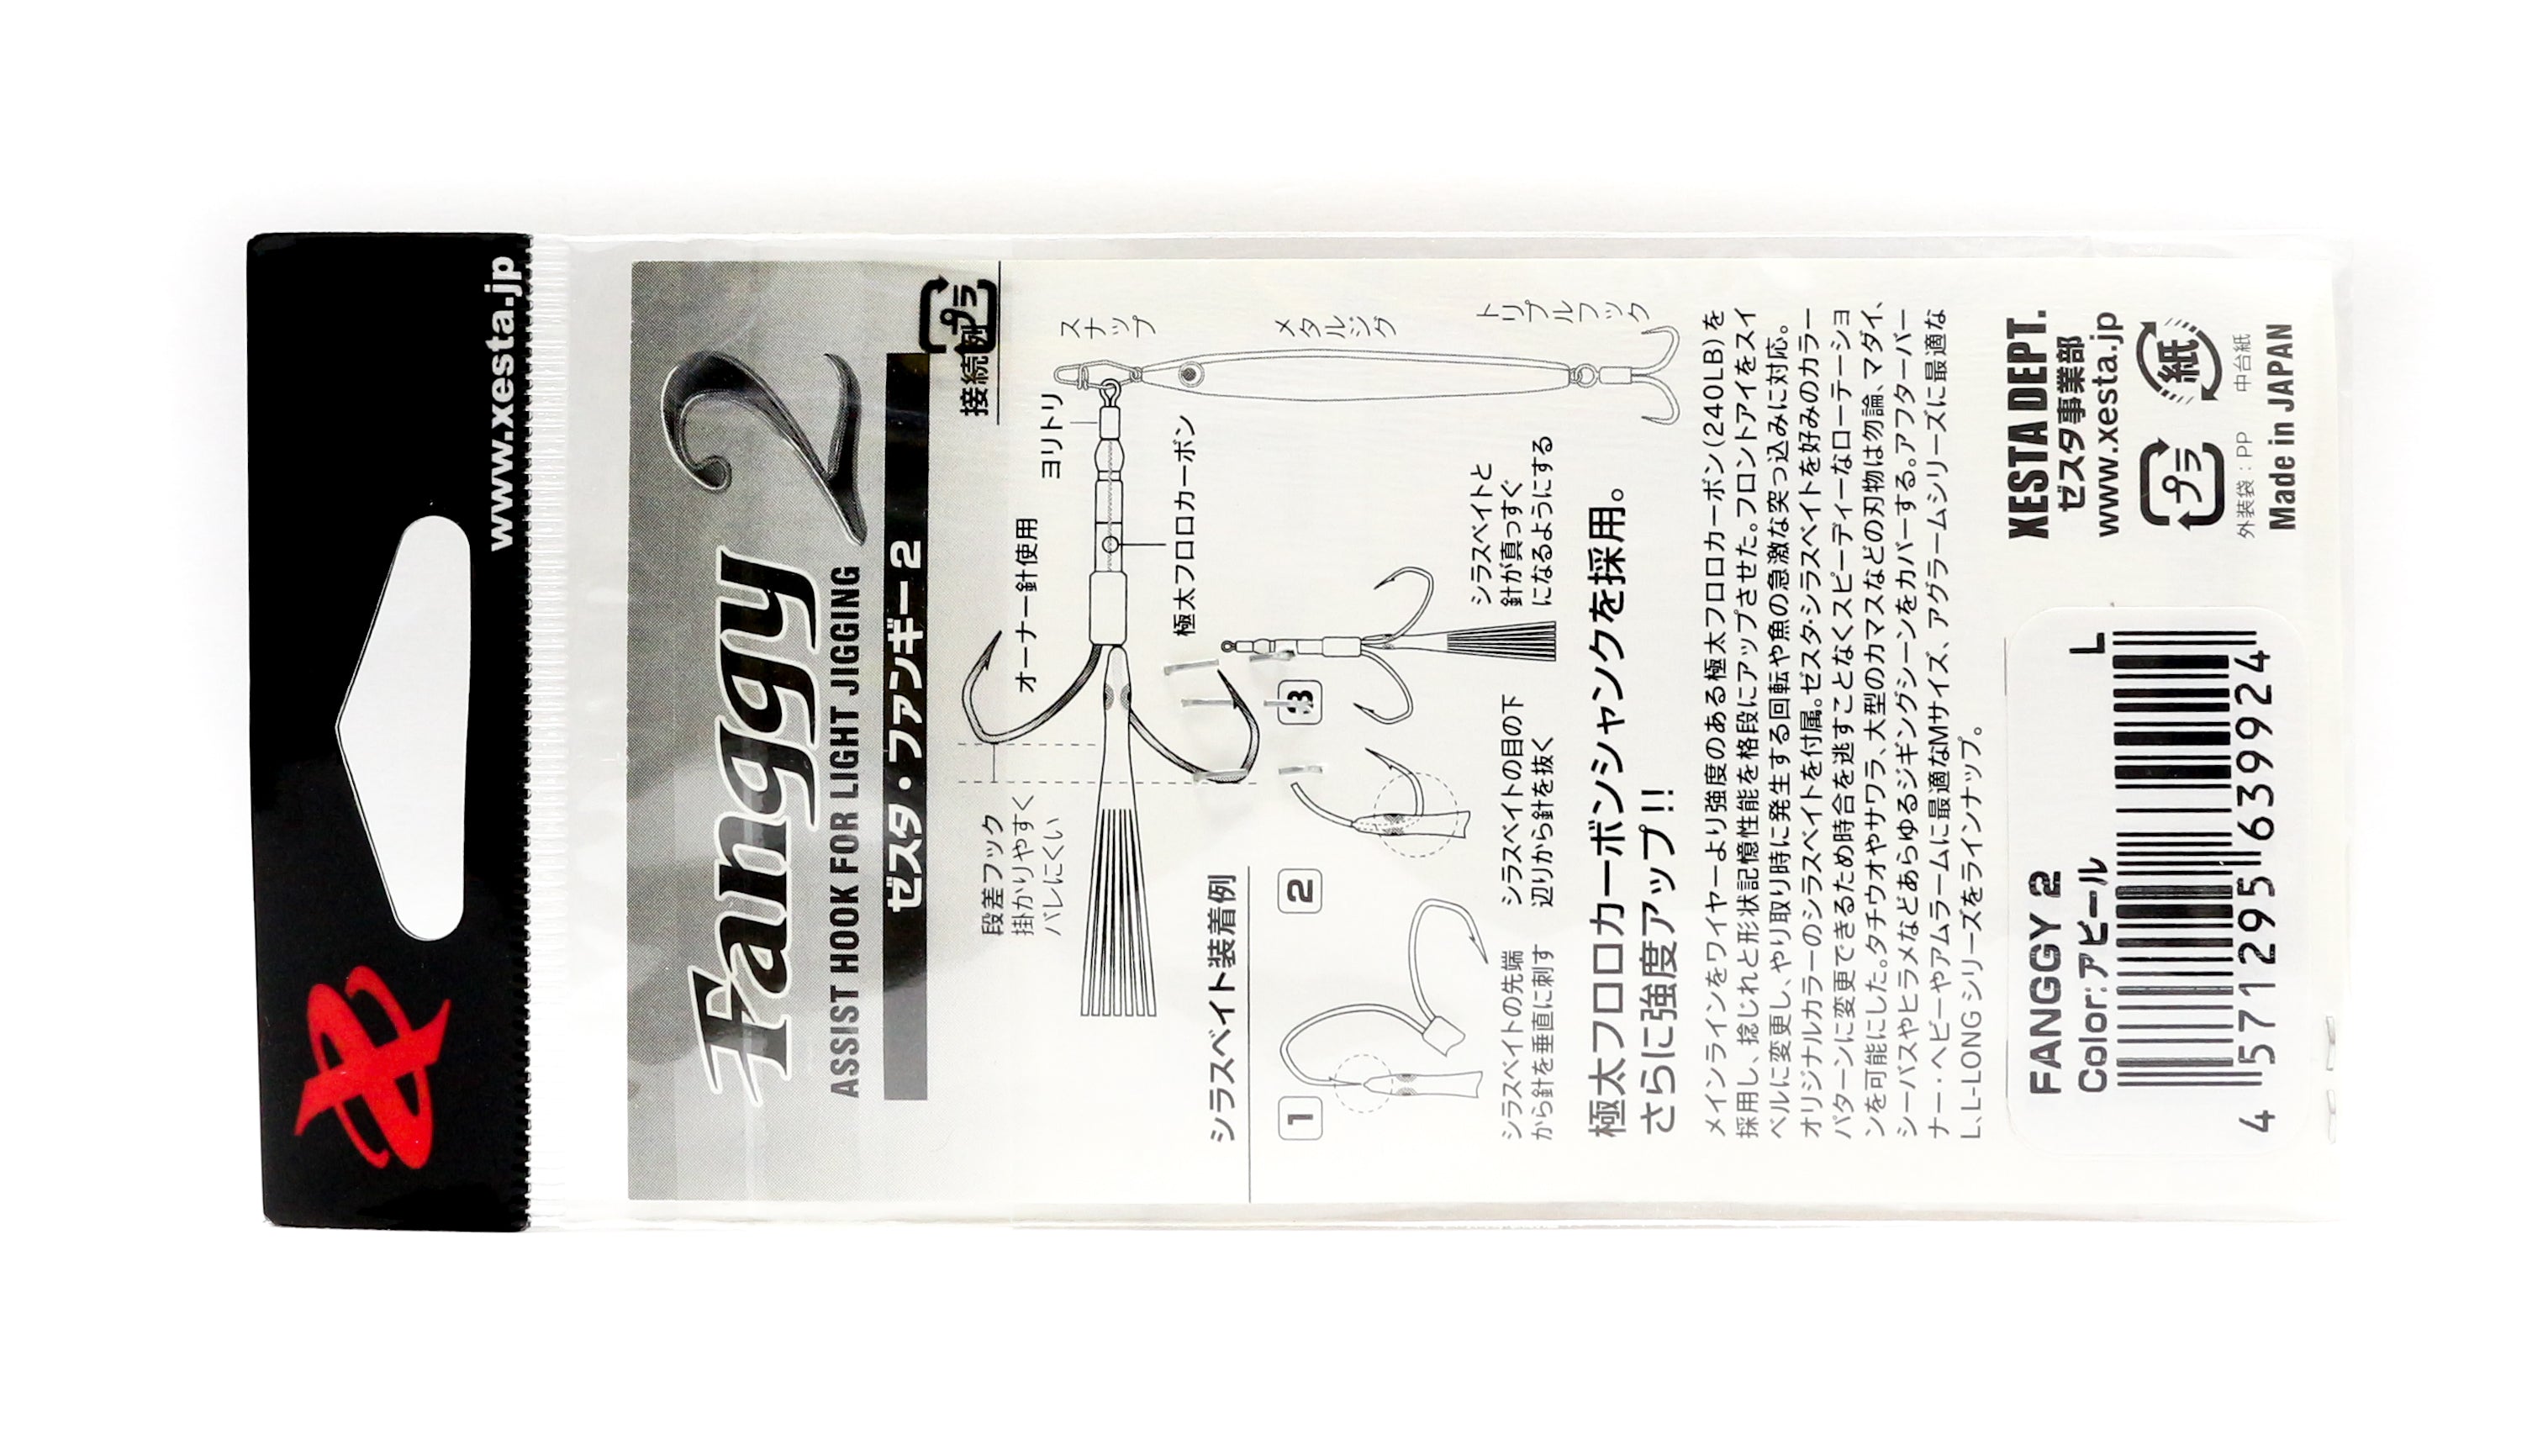 www.xesta.jp
Fanggy 2
ASSIST HOOK FOR LIGHT JIGGING
ゼスタ・ファンギー2
プラ
接続例
スナップ
ヨリトリ
メタルジグ
トリプルフック
オーナー針使用
極太フロロカーボン
段差フック
掛かりやすく
バレにくい
シラスベイト装着例
1
シラスベイトの先端
から針を垂直に刺す
2
シラスベイトの目の下
辺りから針を抜く
3
シラスベイトと
針が真っすぐ
になるようにする
極太フロロカーボンシャンクを採用。
さらに強度アップ!!
メインラインをワイヤーより強度のある極太フロロカーボン(240LB)を
採用し、捻じれと形状記憶性能を格段にアップさせた。フロントアイをスイ
ベルに変更し、やり取り時に発生する回転や魚の急激な突っ込みに対応。
オリジナルカラーのシラスベイトを付属。ゼスタ・シラスベイトを好みのカラー
パターンに変更できるため時合を逃すことなくスピーディーなローテーショ
ンを可能にした。タチウオやサワラ、大型のカマスなどの刃物は勿論、マダイ、
シーバスやヒラメなどあらゆるジギングシーンをカバーする。アフターバー
ナー・ヘビーやアムラームに最適なMサイズ、アグラームシリーズに最適な
L、L-LONGシリーズをラインナップ。
FANGGY 2
Color:アピール L
4 571295 639924
XESTA DEPT.
ゼスタ事業部
www.xesta.jp
プラ 紙
外装袋:PP 中台紙
Made in JAPAN